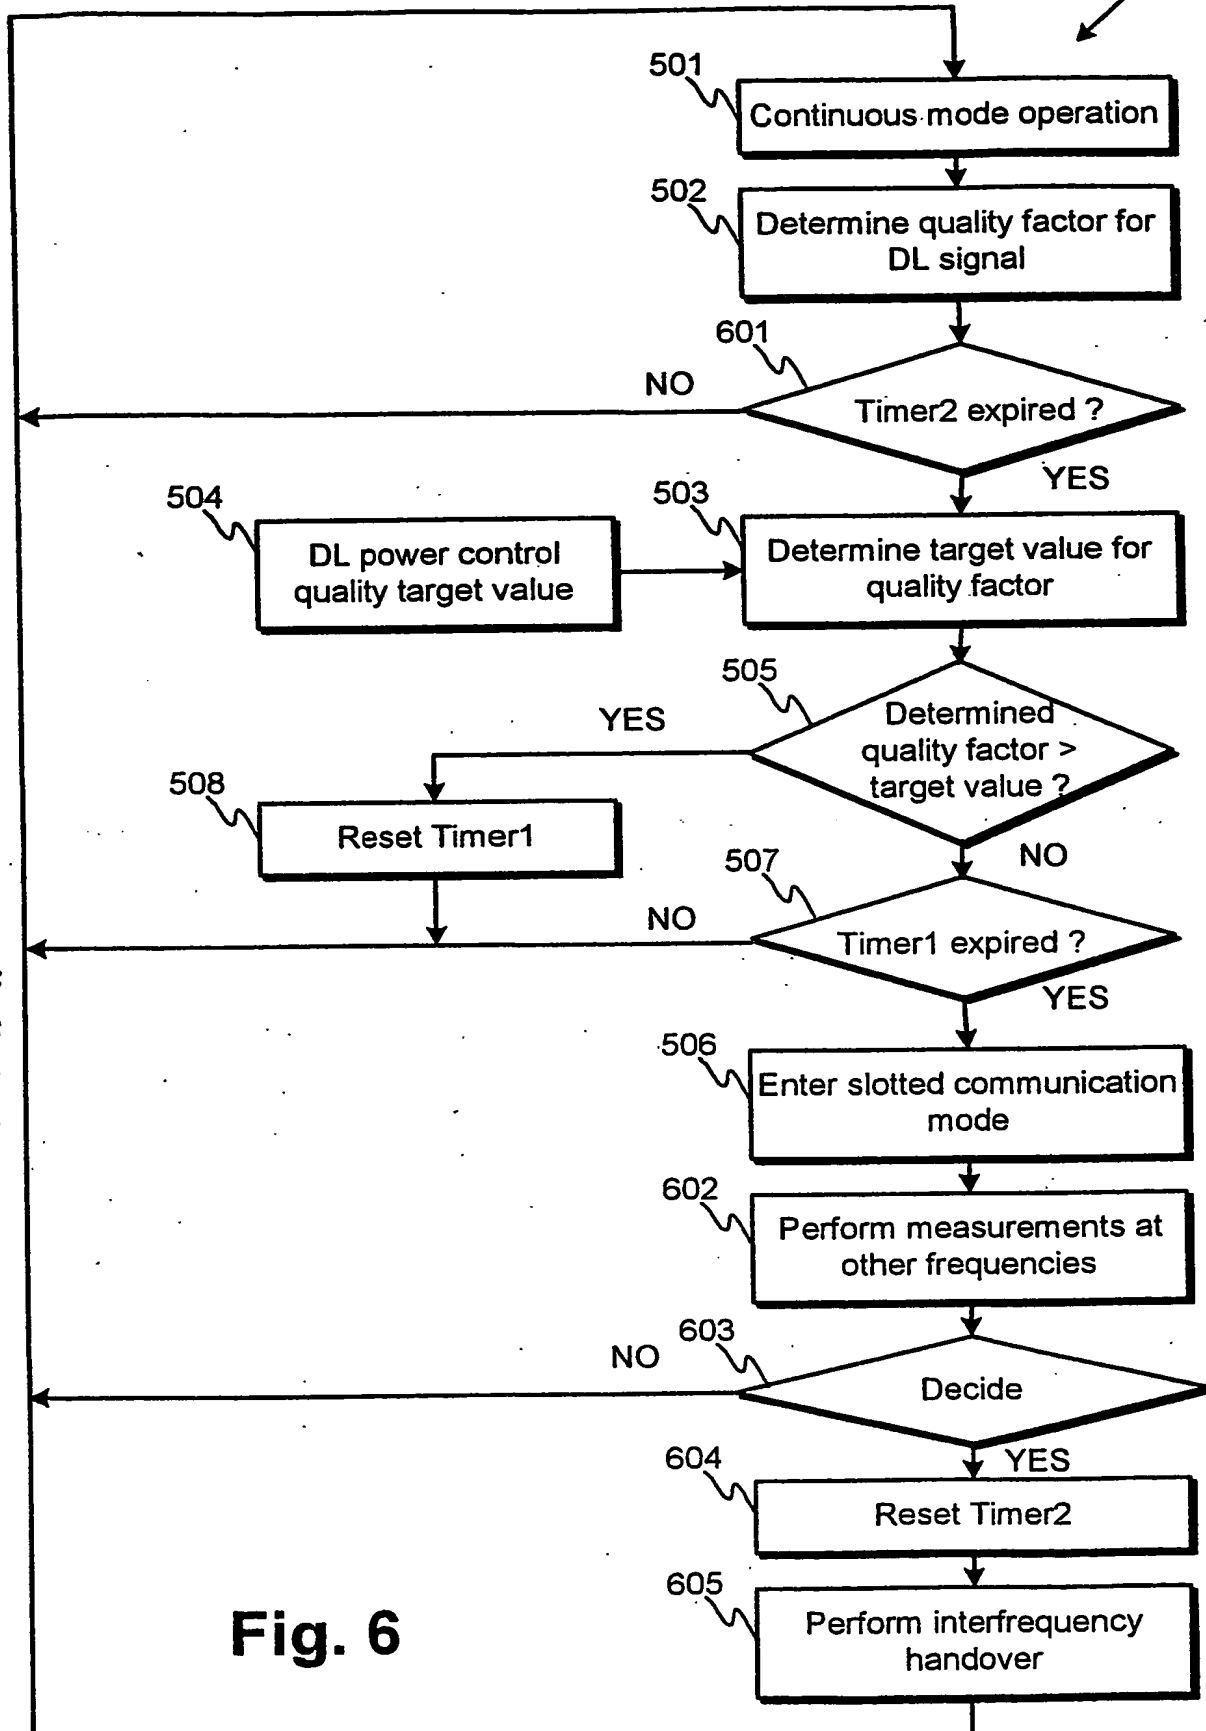 501
Continuous mode operation
502
Determine quality factor for
DL signal
601
NO
Timer2 expired ?
YES
504
503
DL power control
quality target value
Determine target value for
quality factor
505
YES
Determined
quality factor >
target value ?
508
Reset Timer1
NO
507
NO
Timer1 expired ?
YES
506
Enter slotted communication
mode
602
Perform measurements at
other frequencies
603
NO
Decide
YES
604
Reset Timer2
605
Perform interfrequency
handover
Fig. 6